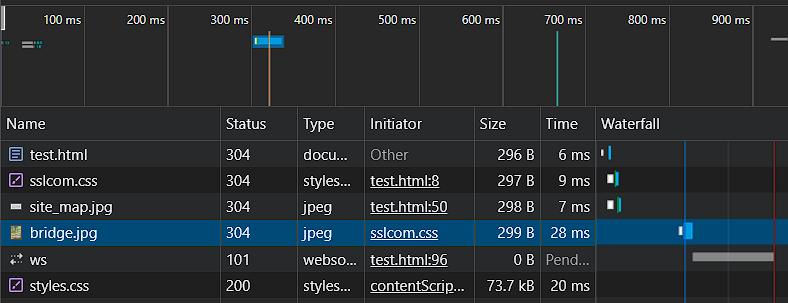 100 ms 200 ms 300 ms 400 ms 500 ms 600 ms 700 ms 800 ms 900 ms
Name Status Type Initiator Size Time Waterfall
test.html 304 docu... Other 296 B 6 ms
sslcom.css 304 styles... test.html:8 297 B 9 ms
site_map.jpg 304 jpeg test.html:50 298 B 7 ms
bridge.jpg 304 jpeg sslcom.css 299 B 28 ms
ws 101 webso... test.html:96 0 B Pend...
styles.css 200 styles... contentScrip... 73.7 kB 20 ms